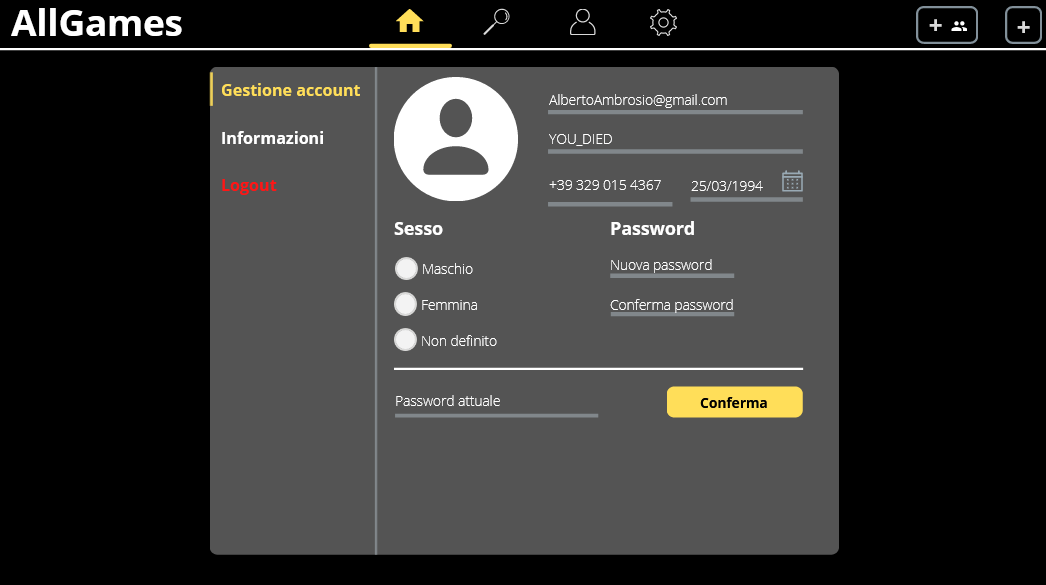 AllGames
+
+
Gestione account
Informazioni
Logout
AlbertoAmbrosio@gmail.com
YOU_DIED
+39 329 015 4367
25/03/1994
Sesso
Maschio
Femmina
Non definito
Password
Nuova password
Conferma password
Password attuale
Conferma